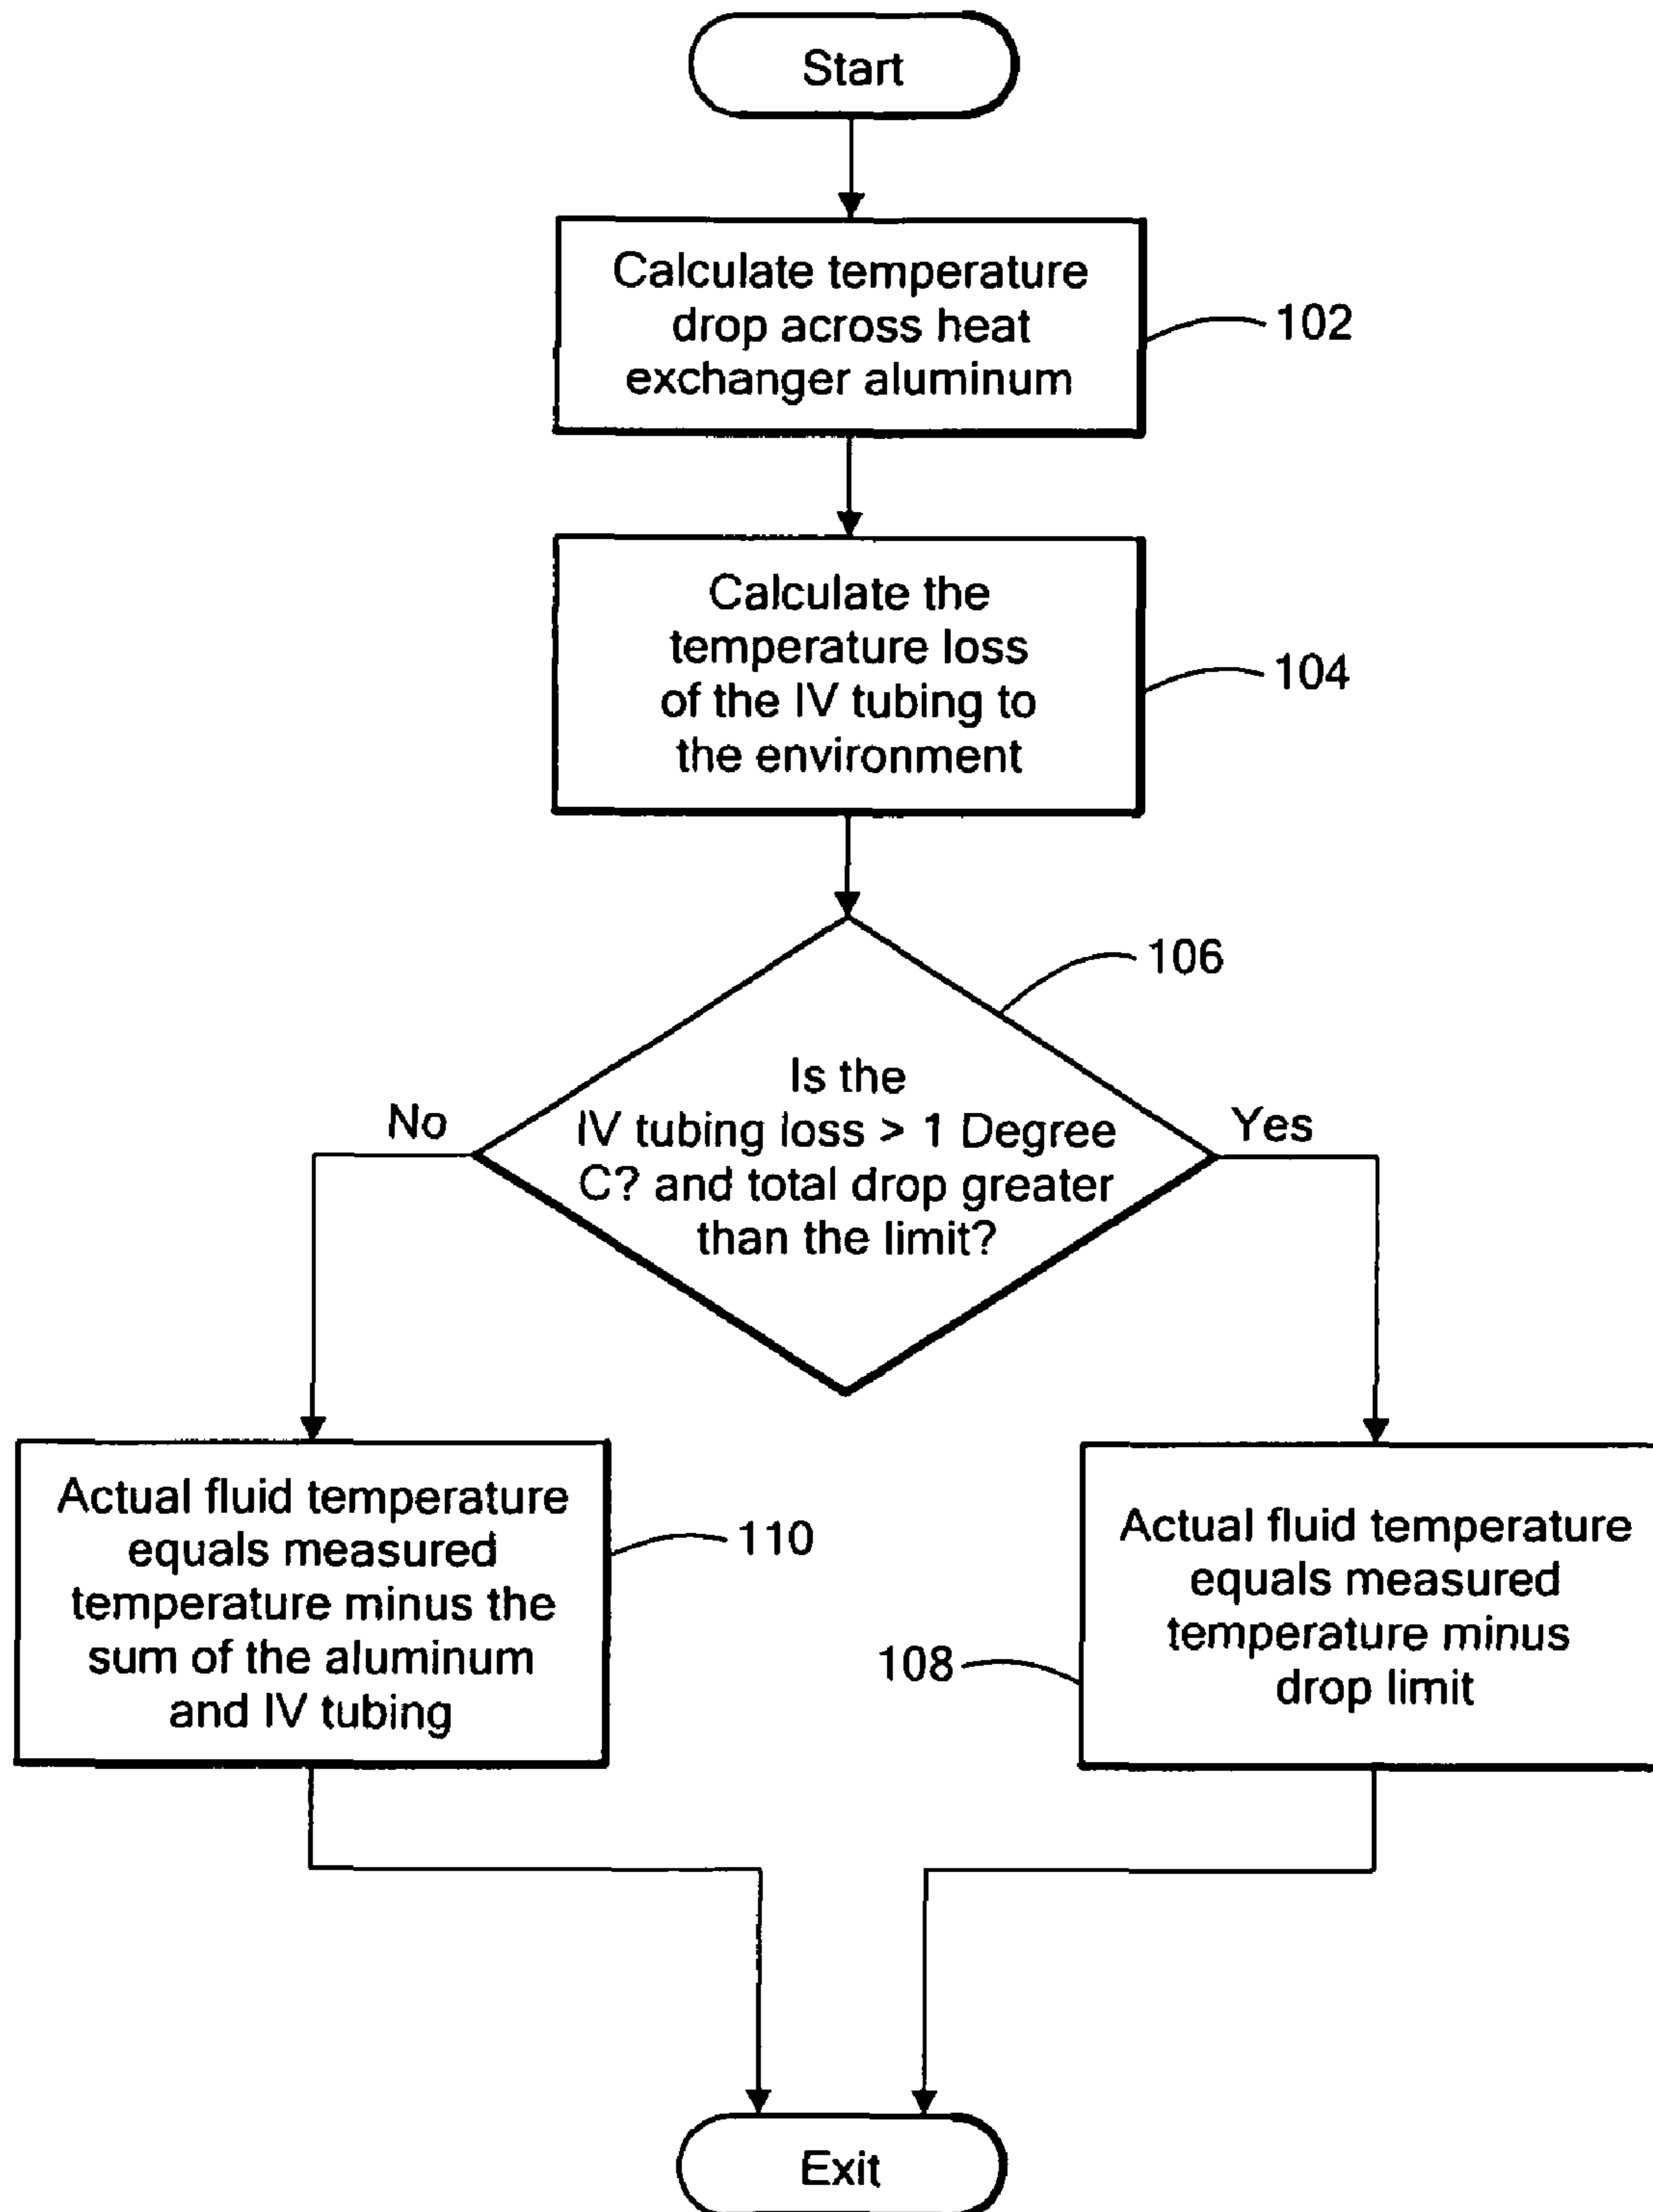 Start
Calculate temperature
drop across heat
exchanger aluminum
102
Calculate the
temperature loss
of the IV tubing to
the environment
104
106
Is the
IV tubing loss > 1 Degree
C? and total drop greater
than the limit?
No
Yes
Actual fluid temperature
equals measured
temperature minus the
sum of the aluminum
and IV tubing
110
Actual fluid temperature
equals measured
temperature minus
drop limit
108
Exit